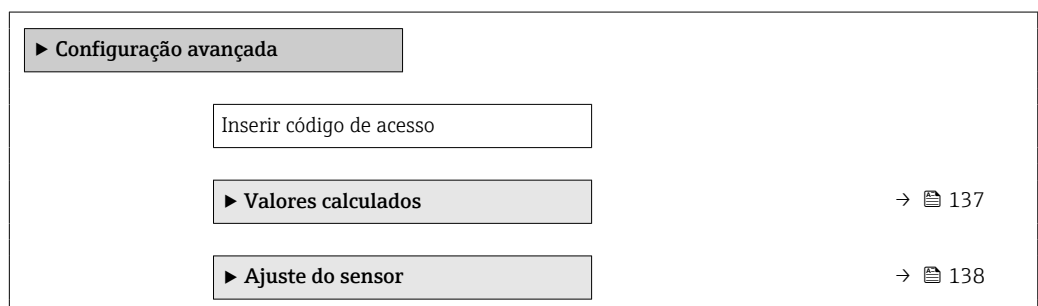 ► Configuração avançada
Inserir código de acesso
► Valores calculados → 137
► Ajuste do sensor → 138